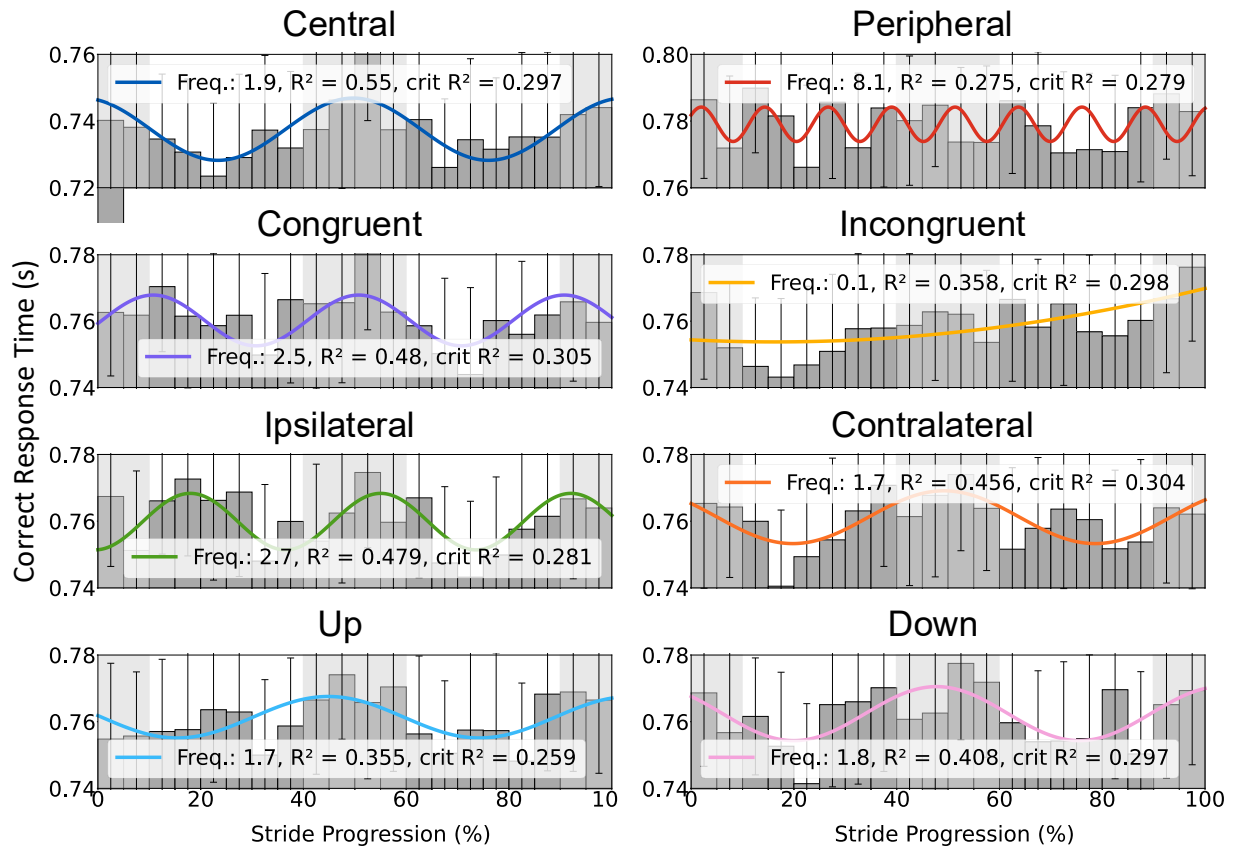 Central
Peripheral
0.76
0.74
0.72
Freq.: 1.9, R² = 0.55, crit R² = 0.297
0.80
0.78
0.76
Freq.: 8.1, R² = 0.275, crit R² = 0.279
Congruent
Incongruent
0.78
0.76
0.74
Freq.: 2.5, R² = 0.48, crit R² = 0.305
0.78
0.76
0.74
Freq.: 0.1, R² = 0.358, crit R² = 0.298
Correct Response Time (s)
Ipsilateral
Contralateral
0.78
0.76
0.74
Freq.: 2.7, R² = 0.479, crit R² = 0.281
0.78
0.76
0.74
Freq.: 1.7, R² = 0.456, crit R² = 0.304
Up
Down
0.78
0.76
0.74
Freq.: 1.7, R² = 0.355, crit R² = 0.259
0.78
0.76
0.74
Freq.: 1.8, R² = 0.408, crit R² = 0.297
0 20 40 60 80 10
0 20 40 60 80 100
Stride Progression (%)
Stride Progression (%)